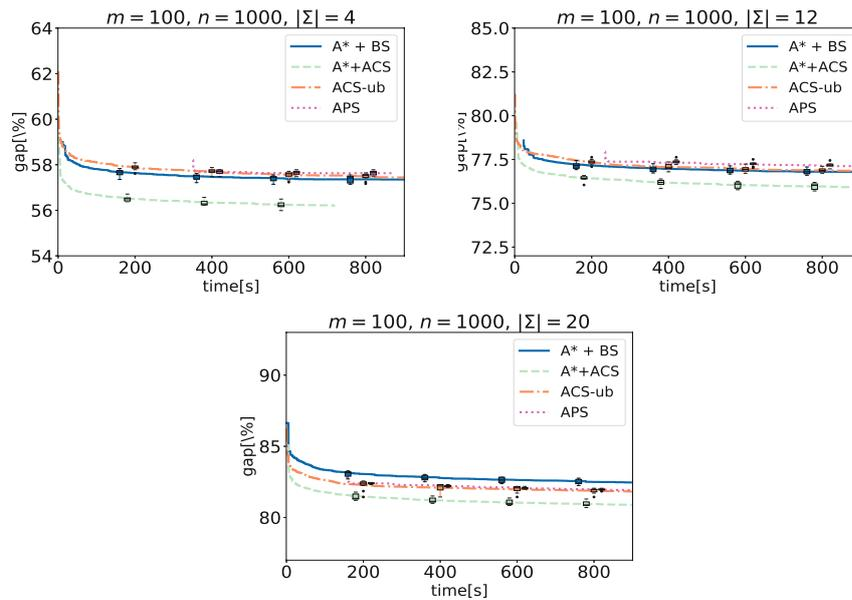 m = 100, n = 1000, |Σ| = 4
64
62
60
58
56
54
gap[\%]
0 200 400 600 800
time[s]
A* + BS
A*+ACS
ACS-ub
APS
m = 100, n = 1000, |Σ| = 12
85.0
82.5
80.0
77.5
75.0
72.5
gap[\%]
0 200 400 600 800
time[s]
A* + BS
A*+ACS
ACS-ub
APS
m = 100, n = 1000, |Σ| = 20
90
85
80
gap[\%]
0 200 400 600 800
time[s]
A* + BS
A*+ACS
ACS-ub
APS